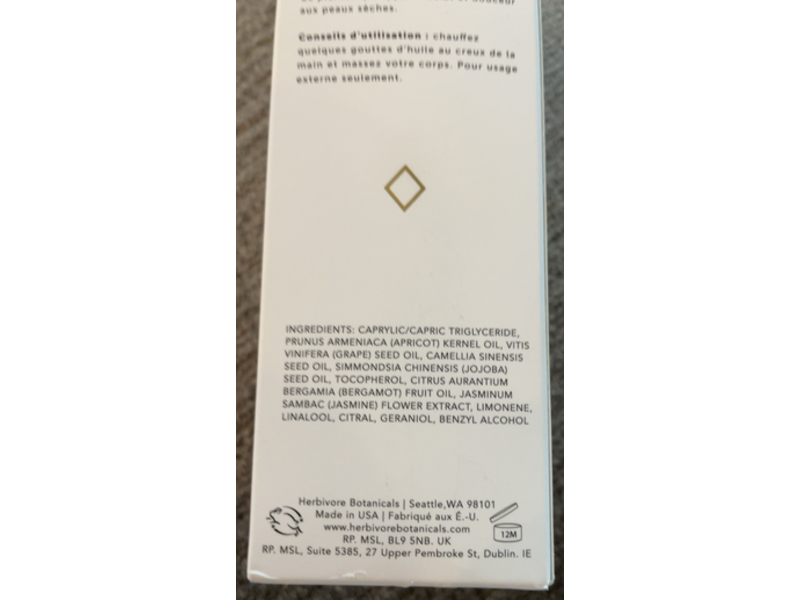 aux peaux sèches.
Conseils d'utilisation : chauffez
quelques gouttes d'huile au creux de la
main et massez votre corps. Pour usage
externe seulement.
INGREDIENTS: CAPRYLIC/CAPRIC TRIGLYCERIDE,
PRUNUS ARMENIACA (APRICOT) KERNEL OIL, VITIS
VINIFERA (GRAPE) SEED OIL, CAMELLIA SINENSIS
SEED OIL, SIMMONDSIA CHINENSIS (JOJOBA)
SEED OIL, TOCOPHEROL, CITRUS AURANTIUM
BERGAMIA (BERGAMOT) FRUIT OIL, JASMINUM
SAMBAC (JASMINE) FLOWER EXTRACT, LIMONENE,
LINALOOL, CITRAL, GERANIOL, BENZYL ALCOHOL
Herbivore Botanicals | Seattle,WA 98101
Made in USA | Fabriqué aux É.-U.
www.herbivorebotanicals.com
12M
RP. MSL, BL9 5NB. UK
RP. MSL, Suite 5385, 27 Upper Pembroke St, Dublin. IE